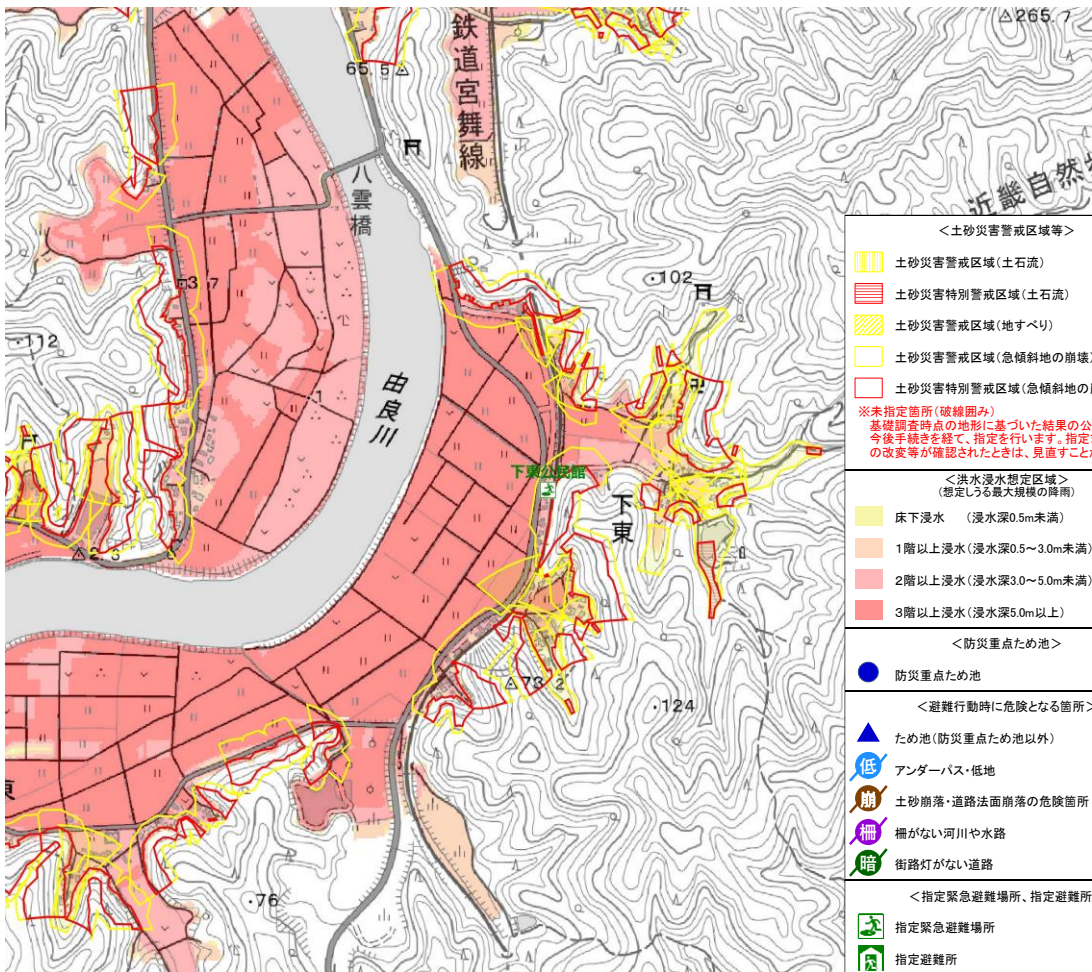 △265.7
鉄道宮舞線
65.5△
八雲橋
近畿自然
3.7
・102
・112
由良川
下東公民館
下東
△2.3
△73.2
・124
東
・76
＜土砂災害警戒区域等＞
土砂災害警戒区域(土石流)
土砂災害特別警戒区域(土石流)
土砂災害警戒区域(地すべり)
土砂災害警戒区域(急傾斜地の崩壊
土砂災害特別警戒区域(急傾斜地の
※未指定箇所(破線囲み)
基礎調査時点の地形に基づいた結果の公
今後手続きを経て、指定を行います。指定
の改変等が確認されたときは、見直すこと
＜洪水浸水想定区域＞
(想定しうる最大規模の降雨)
床下浸水　(浸水深0.5m未満)
1階以上浸水(浸水深0.5～3.0m未満)
2階以上浸水(浸水深3.0～5.0m未満)
3階以上浸水(浸水深5.0m以上)
＜防災重点ため池＞
防災重点ため池
＜避難行動時に危険となる箇所＞
ため池(防災重点ため池以外)
低 アンダーパス・低地
崩 土砂崩落・道路法面崩落の危険箇所
柵 柵がない河川や水路
暗 街路灯がない道路
＜指定緊急避難場所、指定避難所
指定緊急避難場所
指定避難所